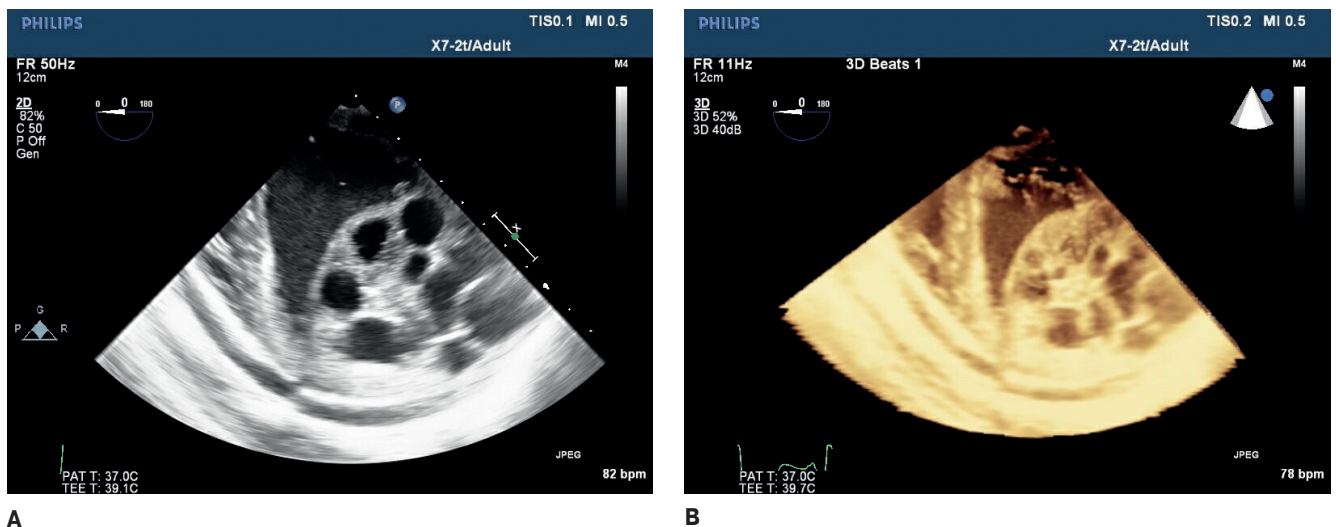 PHILIPS
TIS0.1 MI 0.5
X7-2t/Adult
FR 50Hz
12cm
M4
2D
82%
C 50
P Off
Gen
0 0 180
P
G
P R
PAT T: 37.0C
TEE T: 39.1C
JPEG
82 bpm
A
PHILIPS
TIS0.2 MI 0.5
X7-2t/Adult
FR 11Hz
12cm
3D Beats 1
M4
3D
3D 52%
3D 40dB
0 0 180
PAT T: 37.0C
TEE T: 39.7C
JPEG
78 bpm
B